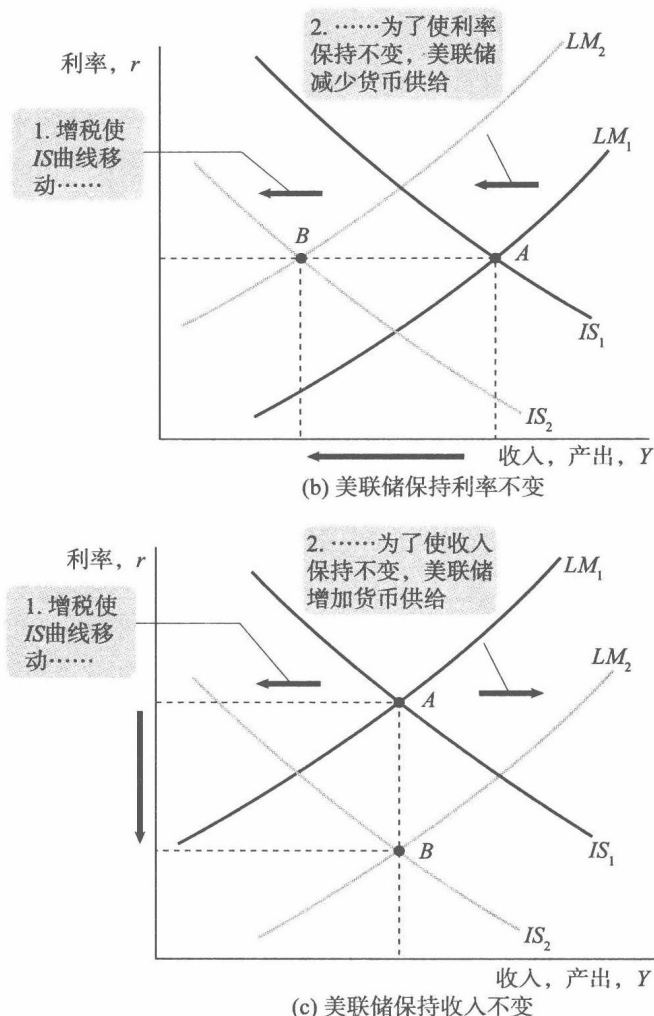 2. ……为了使利率
保持不变，美联储
减少货币供给
利率，r
LM₂
LM₁
1. 增税使
IS曲线移
动……
B
A
IS₁
IS₂
收入，产出，Y
(b) 美联储保持利率不变
利率，r
2. ……为了使收入
保持不变，美联储
增加货币供给
LM₁
1. 增税使
IS曲线移
动……
LM₂
A
B
IS₁
IS₂
收入，产出，Y
(c) 美联储保持收入不变